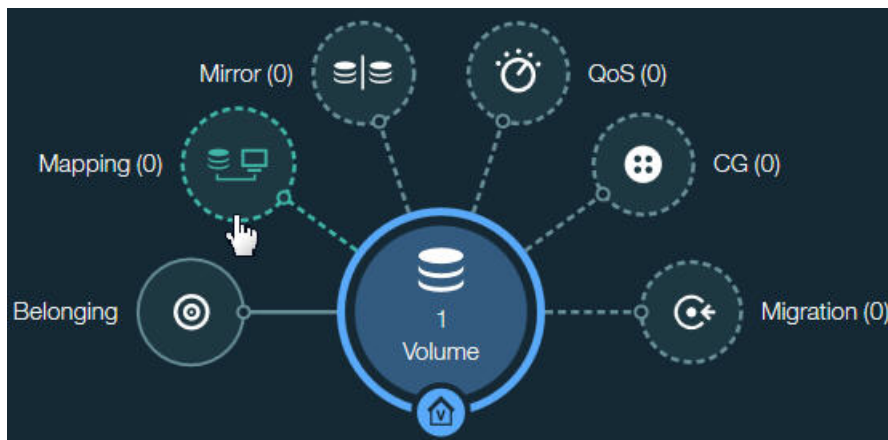 Mirror (0)
QoS (0)
Mapping (0)
CG (0)
Belonging
1
Volume
Migration (0)
V